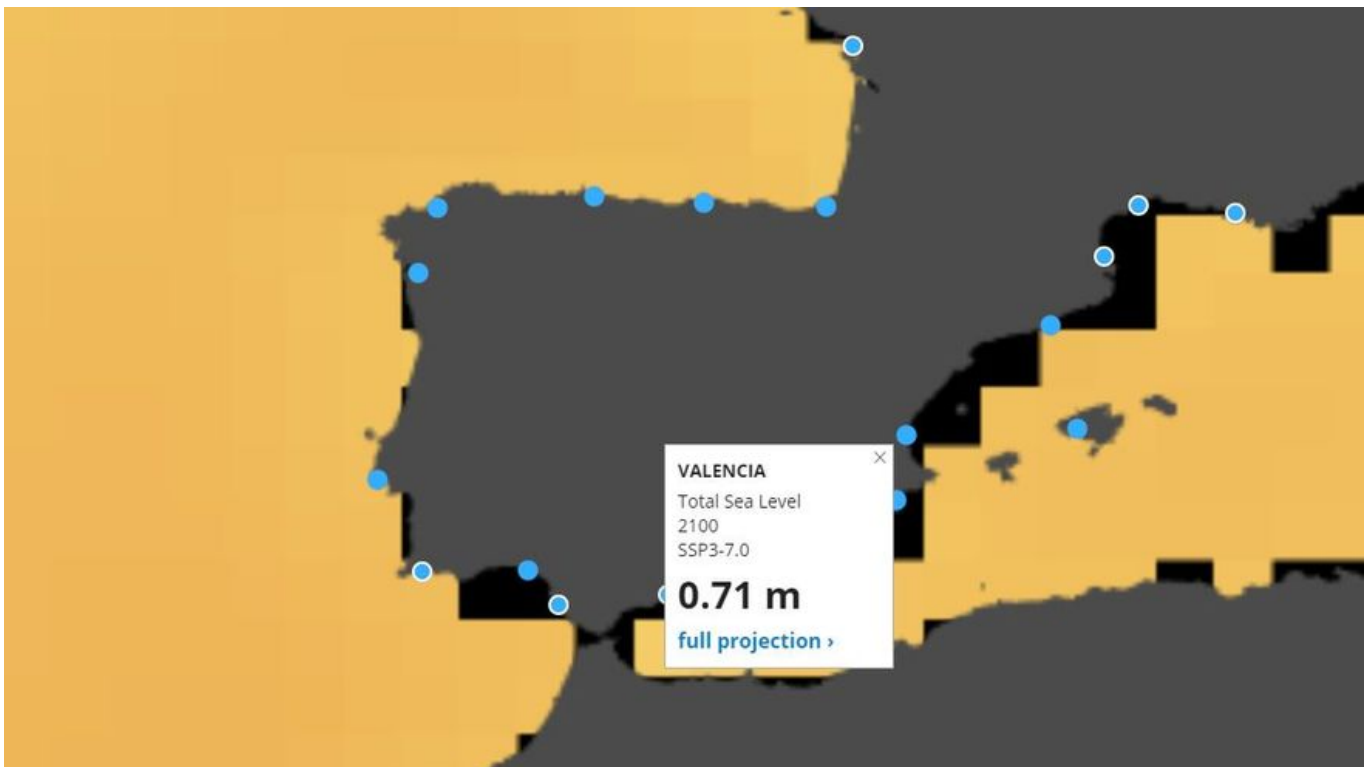 VALENCIA
Total Sea Level
2100
SSP3-7.0
0.71 m
full projection ›